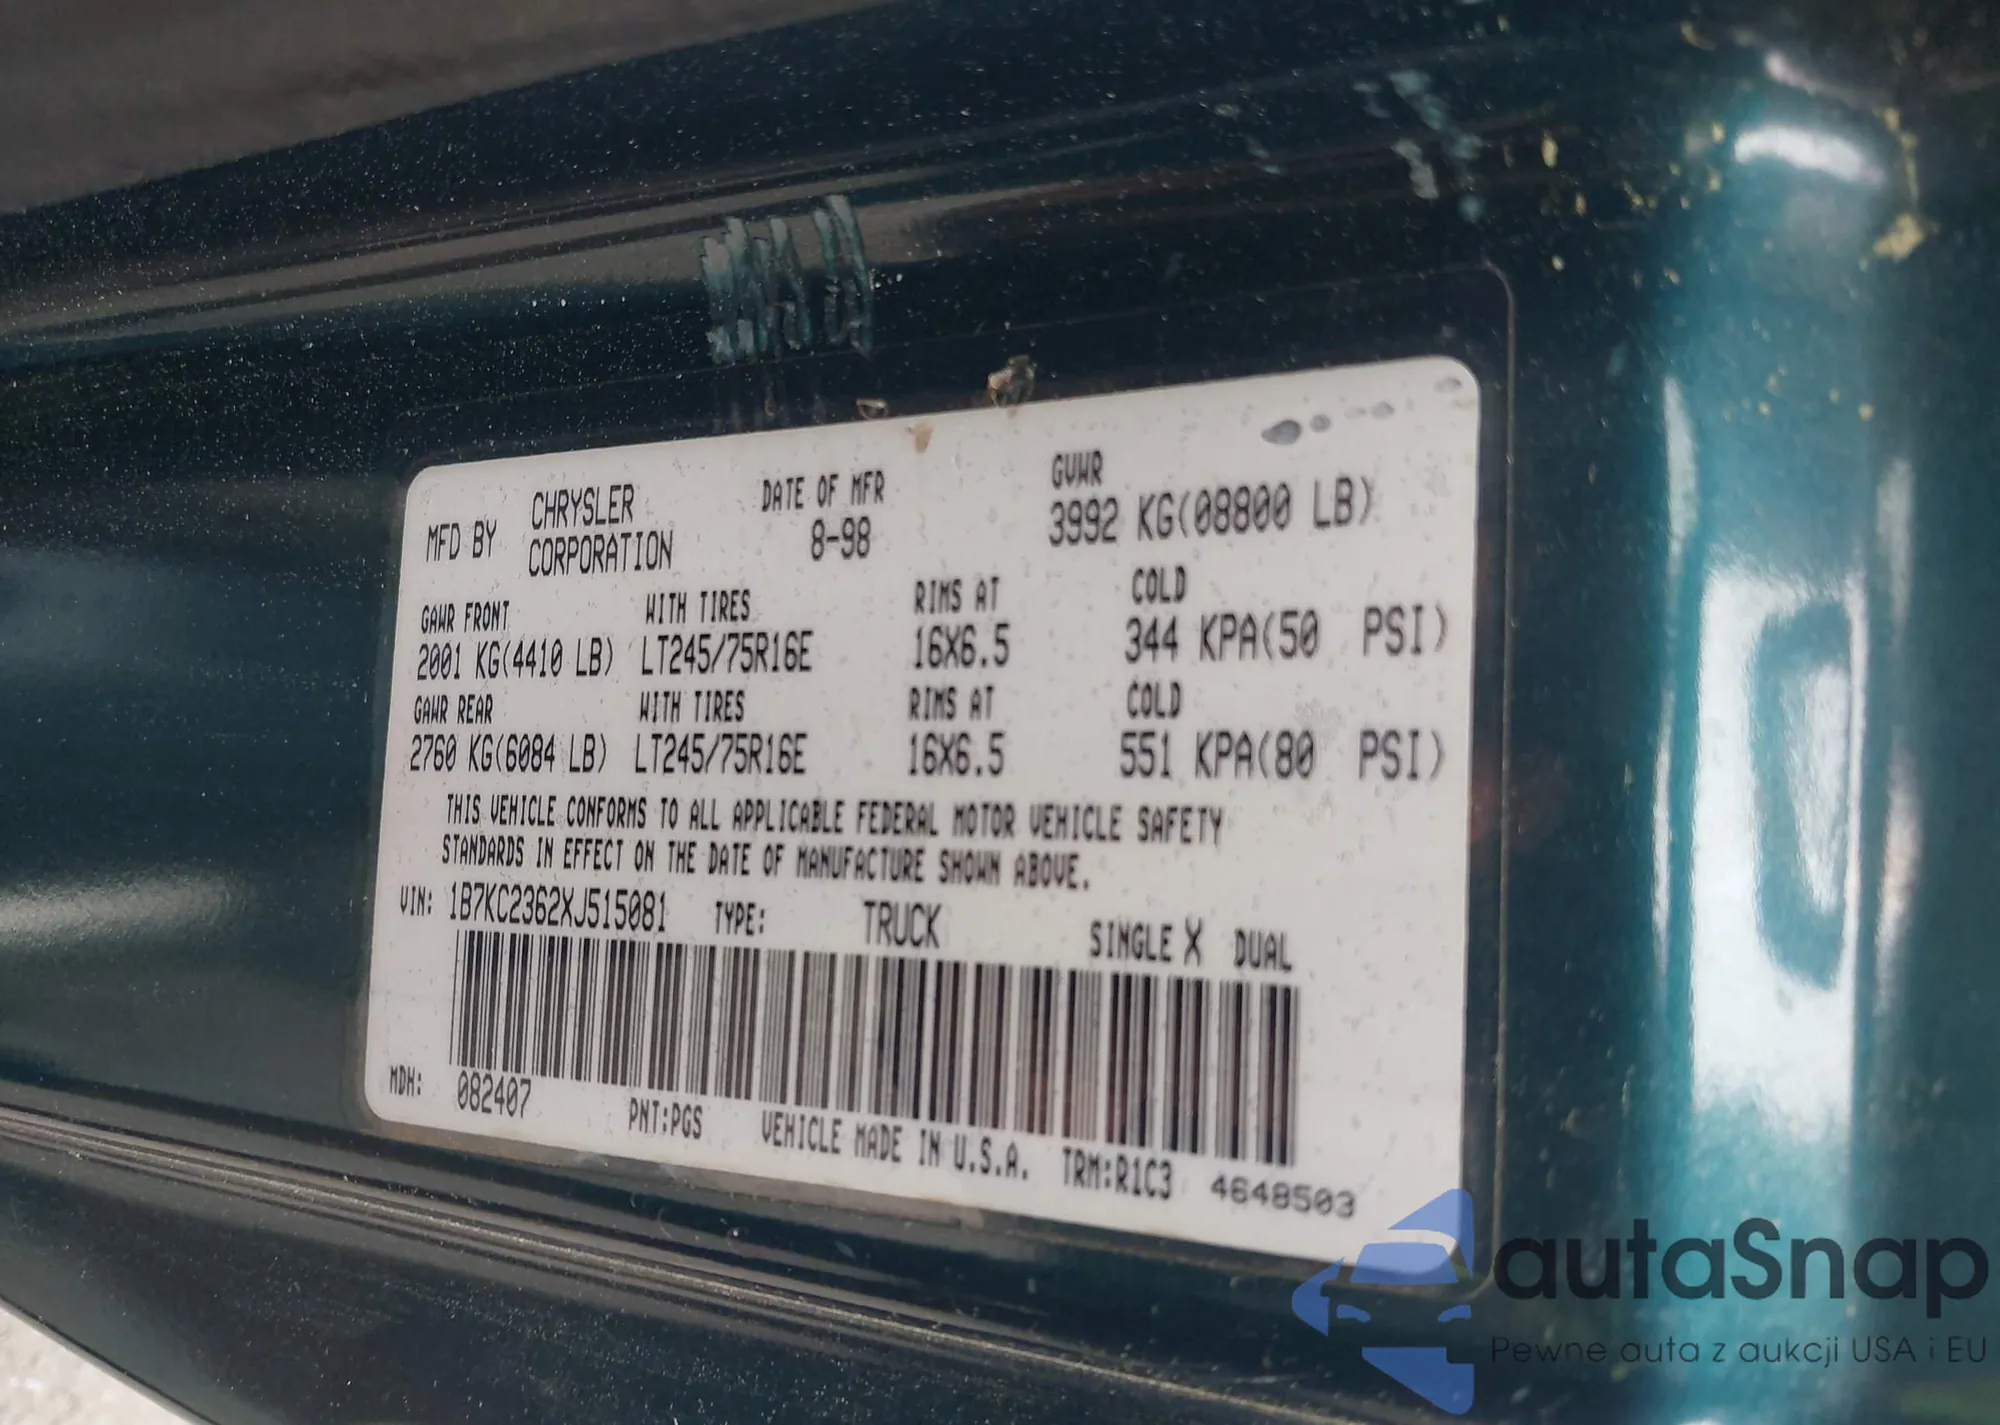 MFD BY CHRYSLER CORPORATION
DATE OF MFR
8-98
GVWR
3992 KG(08800 LB)
GAWR FRONT WITH TIRES RIMS AT COLD
2001 KG(4410 LB) LT245/75R16E 16X6.5 344 KPA(50 PSI)
GAWR REAR WITH TIRES RIMS AT COLD
2760 KG(6084 LB) LT245/75R16E 16X6.5 551 KPA(80 PSI)
THIS VEHICLE CONFORMS TO ALL APPLICABLE FEDERAL MOTOR VEHICLE SAFETY
STANDARDS IN EFFECT ON THE DATE OF MANUFACTURE SHOWN ABOVE.
VIN: 1B7KC2362XJ515081 TYPE: TRUCK SINGLE X DUAL
MDH: 082407 PNT:PGS VEHICLE MADE IN U.S.A. TRM:R1C3 4648503
autaSnap
Pewne auta z aukcji USA i EU